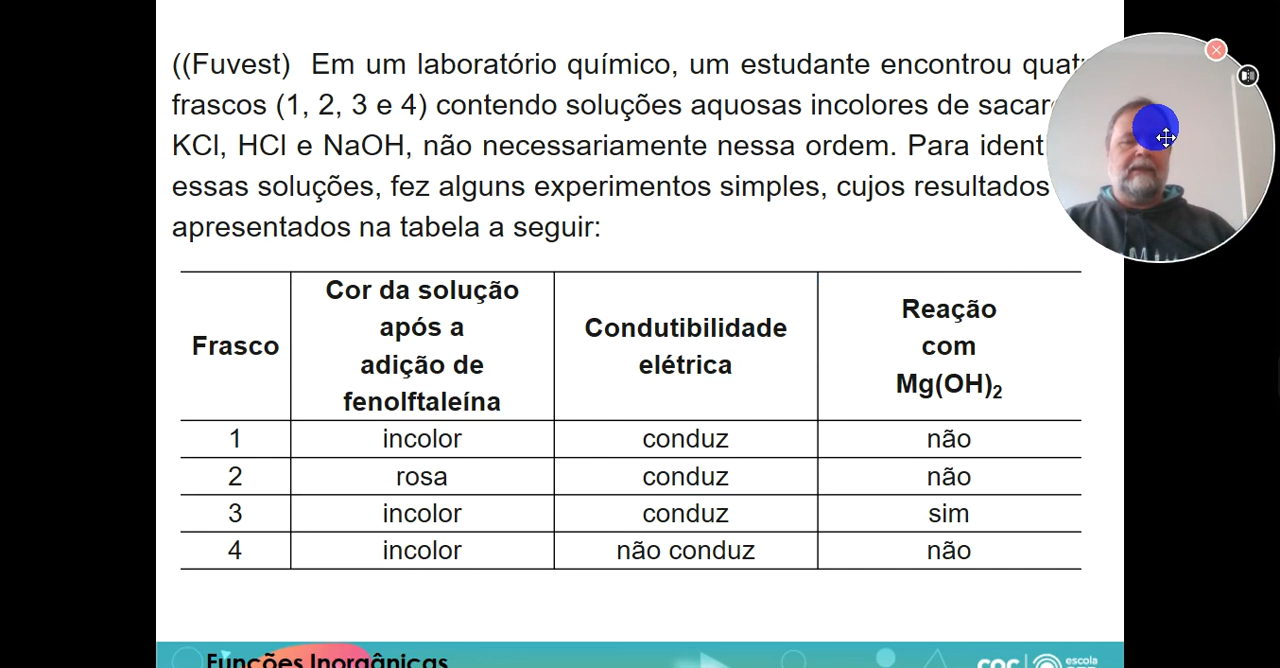 ((Fuvest) Em um laboratório químico, um estudante encontrou
frascos (1, 2, 3 e 4) contendo soluções aquosas incolores de
KCl, HCl e NaOH, não necessariamente nessa ordem. Para
essas soluções, fez alguns experimentos simples, cujos resultados
apresentados na tabela a seguir:
Frasco Cor da solução após a adição de fenolftaleína Condutibilidade elétrica Reação com Mg(OH)₂
1 incolor conduz não
2 rosa conduz não
3 incolor conduz sim
4 incolor não conduz não
Funções Inorgânicas
coc escola